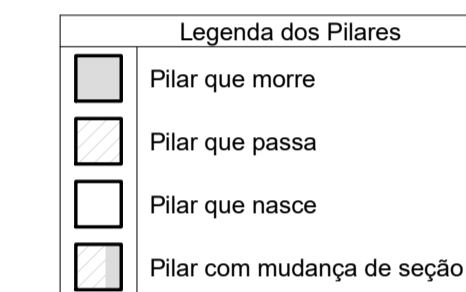 Legenda dos Pilares
Pilar que morre
Pilar que passa
Pilar que nasce
Pilar com mudança de seção